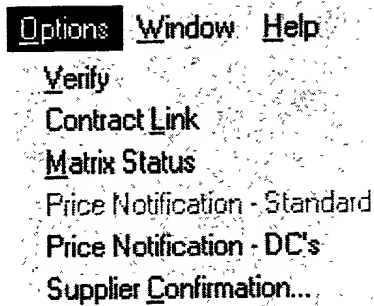 Options Window Help
Verify
Contract Link
Matrix Status
Price Notification - Standard
Price Notification - DC's
Supplier Confirmation...